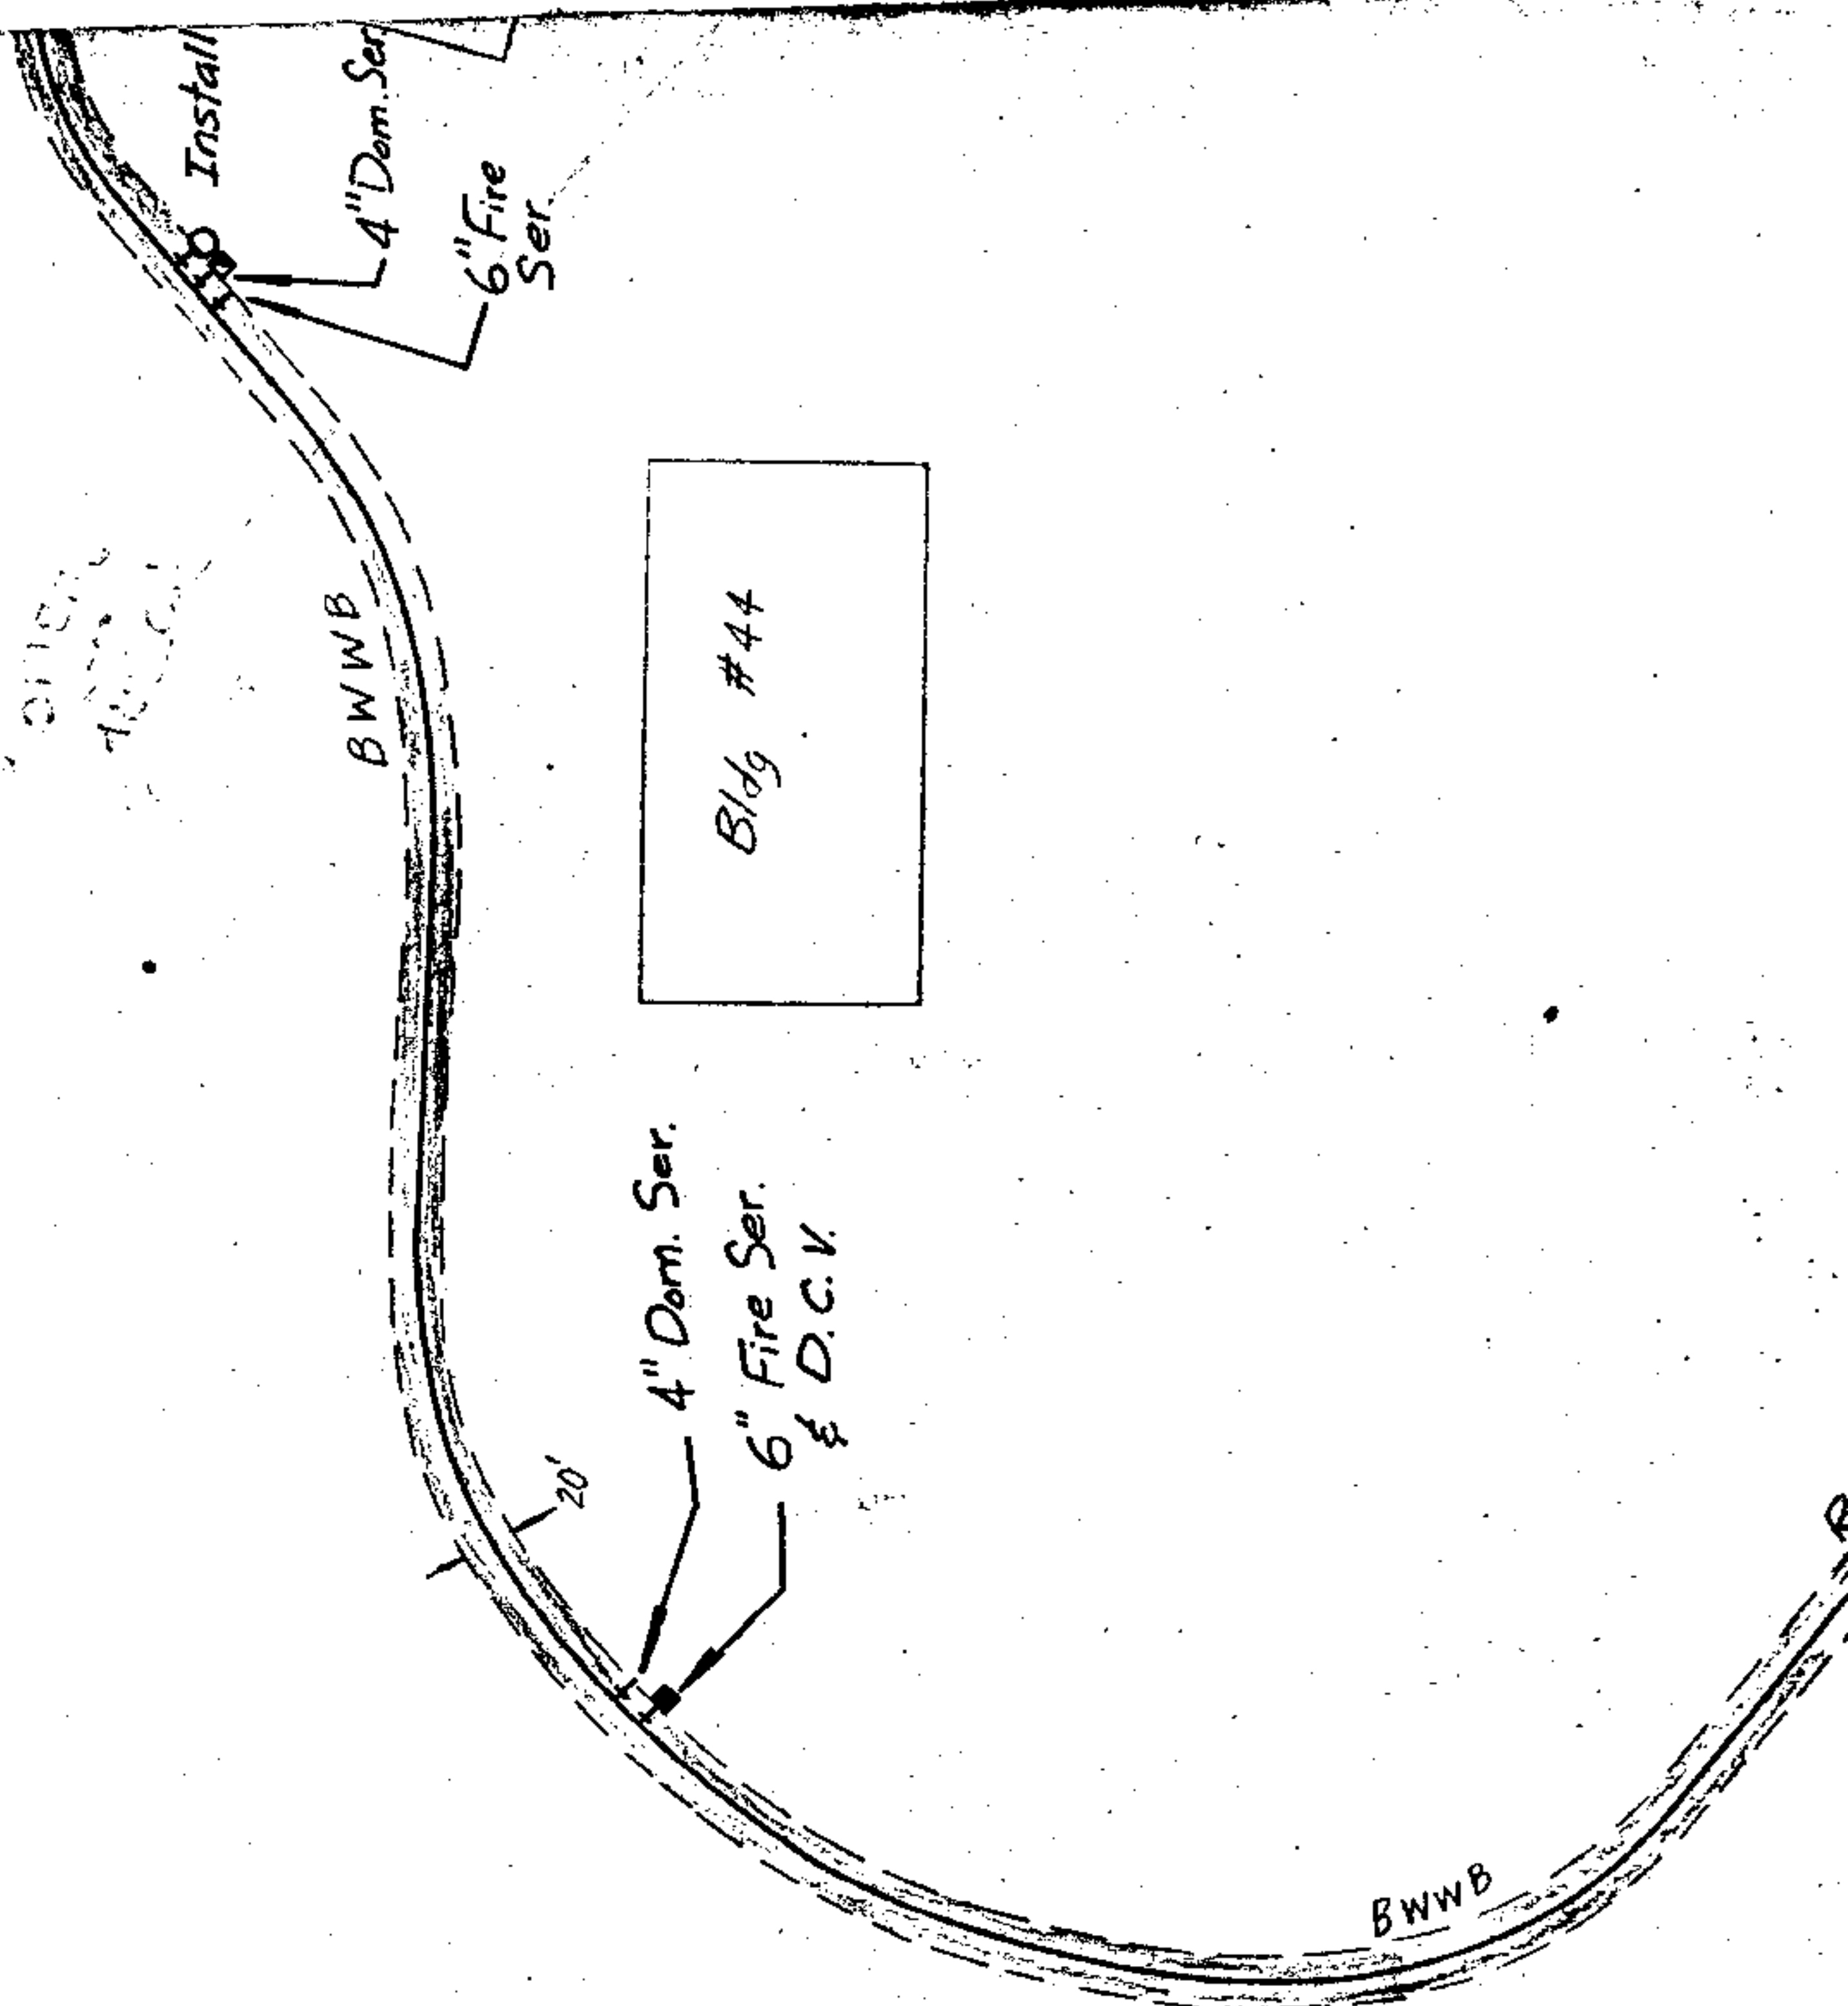 Install
4" Dom. Ser.
6" Fire
Ser.
BWWB
Bldg #44
4" Dom. Ser.
6" Fire Ser.
& D.C.V.
20'
BWWB